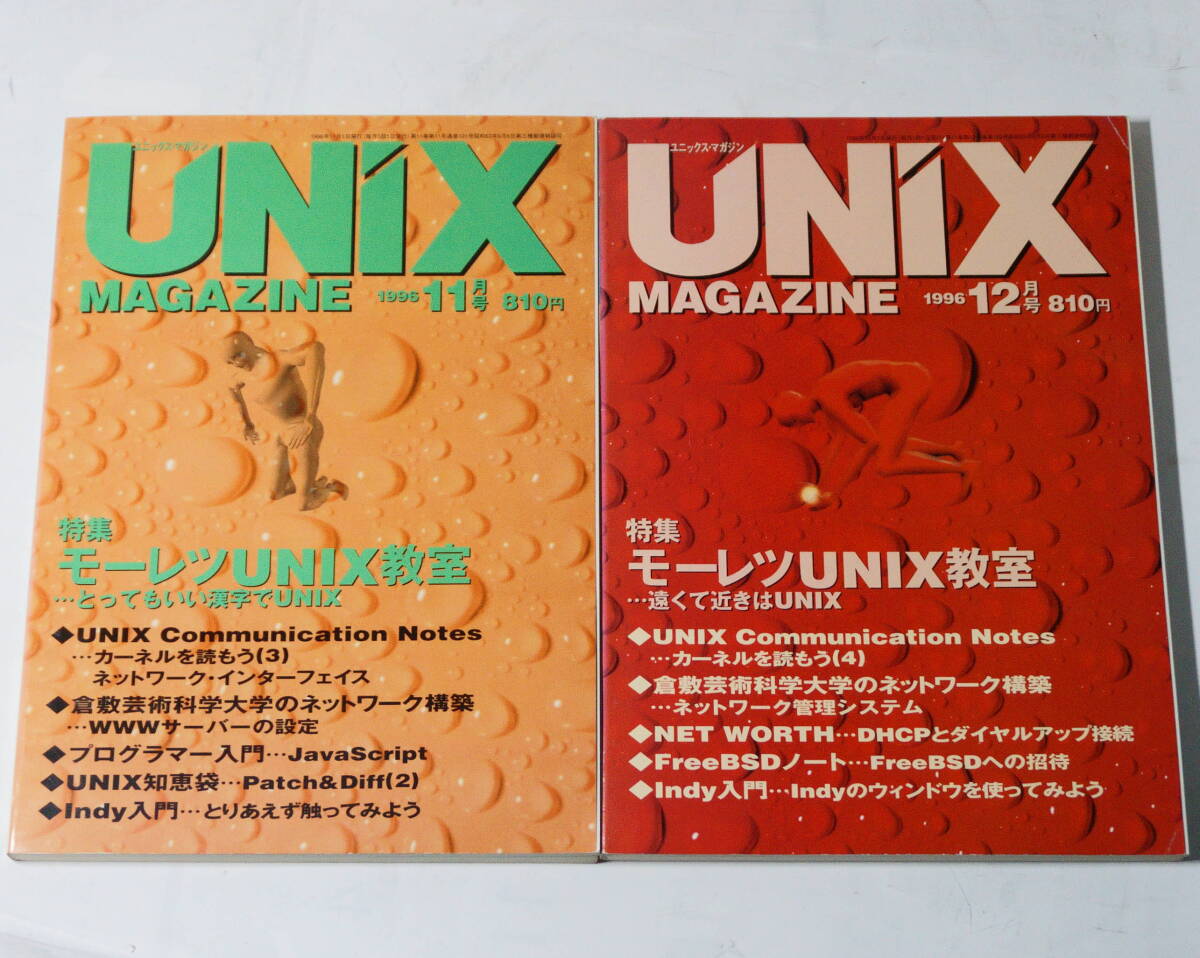 ユニックス・マガジン
UNiX
MAGAZINE 1996 11月号 810円
特集
モーレツUNIX教室
…とってもいい漢字でUNIX
◆UNIX Communication Notes
…カーネルを読もう(3)
ネットワーク・インターフェイス
◆倉敷芸術科学大学のネットワーク構築
…WWWサーバーの設定
◆プログラマー入門…JavaScript
◆UNIX知恵袋…Patch&Diff(2)
◆Indy入門…とりあえず触ってみよう
ユニックス・マガジン
UNiX
MAGAZINE 1996 12月号 810円
特集
モーレツUNIX教室
…遠くて近きはUNIX
◆UNIX Communication Notes
…カーネルを読もう(4)
◆倉敷芸術科学大学のネットワーク構築
…ネットワーク管理システム
◆NET WORTH…DHCPとダイヤルアップ接続
◆FreeBSDノート…FreeBSDへの招待
◆Indy入門…Indyのウィンドウを使ってみよう